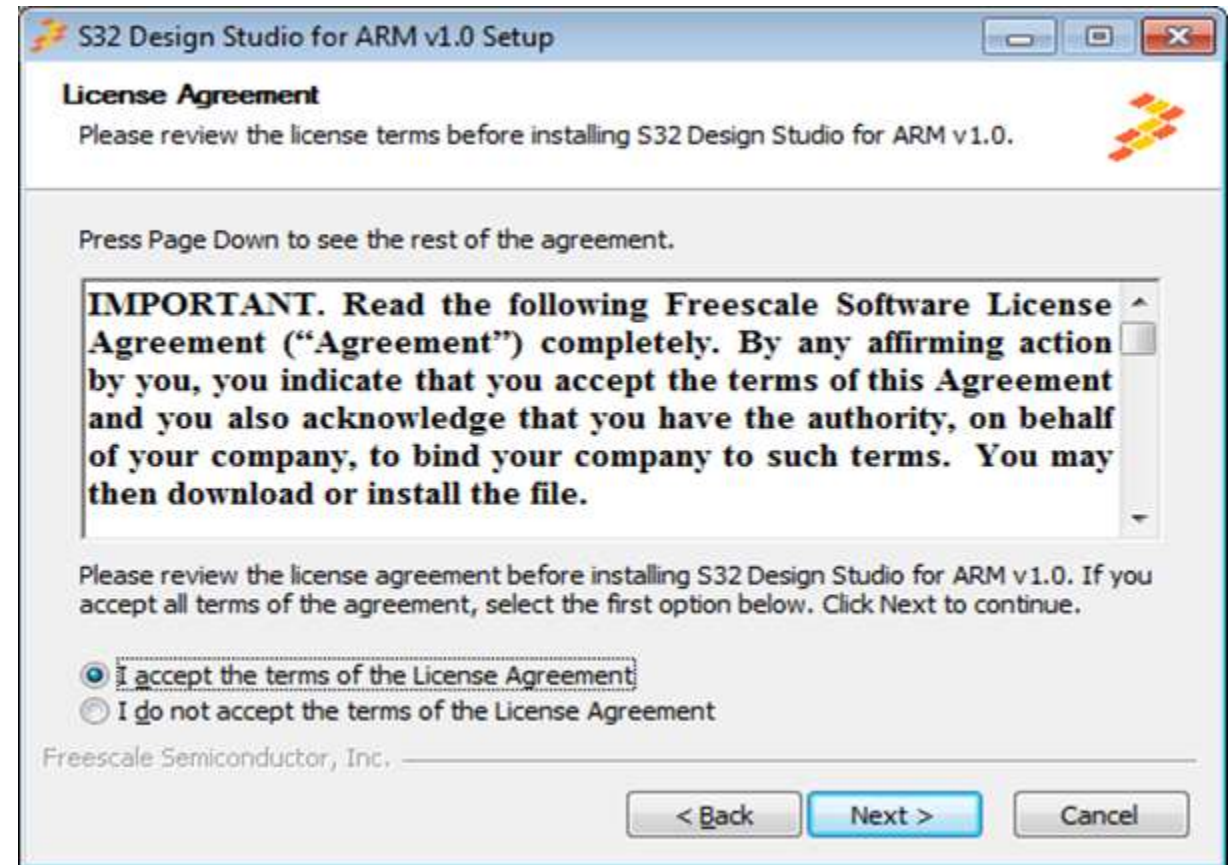 S32 Design Studio for ARM v1.0 Setup
License Agreement
Please review the license terms before installing S32 Design Studio for ARM v1.0.
Press Page Down to see the rest of the agreement.
IMPORTANT. Read the following Freescale Software License
Agreement (“Agreement”) completely. By any affirming action
by you, you indicate that you accept the terms of this Agreement
and you also acknowledge that you have the authority, on behalf
of your company, to bind your company to such terms.  You may
then download or install the file.
Please review the license agreement before installing S32 Design Studio for ARM v1.0. If you
accept all terms of the agreement, select the first option below. Click Next to continue.
I accept the terms of the License Agreement
I do not accept the terms of the License Agreement
Freescale Semiconductor, Inc.
< Back Next > Cancel